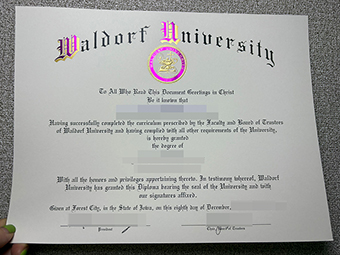 Waldorf University
To All Who Read This Document Greetings in Christ
Be it known that
Having successfully completed the curriculum prescribed by the Faculty and Board of Trustees
of Waldorf University and having complied with all other requirements of the University,
is hereby granted
the degree of
With all the honors and privileges appertaining thereto. In testimony whereof, Waldorf
University has granted this Diploma bearing the seal of the University and with
our signatures affixed.
Given at Forest City, in the State of Iowa, on this eighth day of December,
President